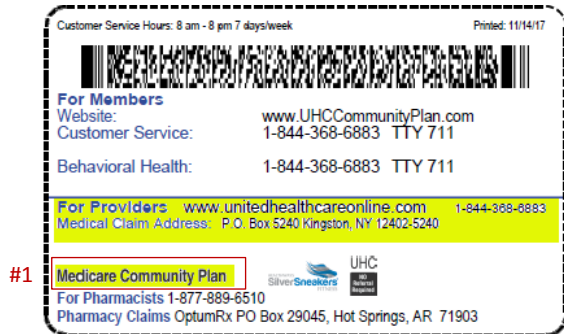 Customer Service Hours: 8 am - 8 pm 7 days/week Printed: 11/14/17
For Members
Website: www.UHCCommunityPlan.com
Customer Service: 1-844-368-6883 TTY 711
Behavioral Health: 1-844-368-6883 TTY 711
For Providers www.unitedhealthcareonline.com 1-844-368-6883
Medical Claim Address: P.O. Box 5240 Kingston, NY 12402-5240
#1
Medicare Community Plan
SilverSneakers
UHC
NO
Referral
Required
For Pharmacists 1-877-889-6510
Pharmacy Claims OptumRx PO Box 29045, Hot Springs, AR 71903